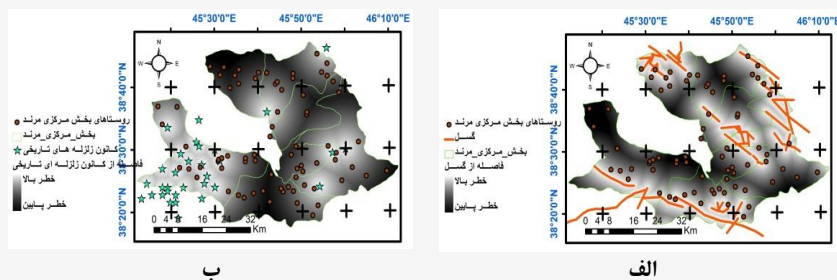 45°30'0"E 45°50'0"E 46°10'0"E
N
W E
S
38°40'0"N
38°30'0"N
38°20'0"N
روستاهای بخش مرکزی مرند
بخش_مرکزی_مرند
کانون زلزله های تاریخی
فاصله از کانون زلزله ای تاریخی
خطر بالا
خطر پایین
0 4 8 16 24 32
Km
ب
45°30'0"E 45°50'0"E 46°10'0"E
N
W E
S
38°40'0"N
38°30'0"N
38°20'0"N
روستاهای بخش مرکزی مرند
گسل
بخش_مرکزی_مرند
فاصله از گسل
خطر بالا
خطر پایین
0 4 8 16 24 32
Km
الف